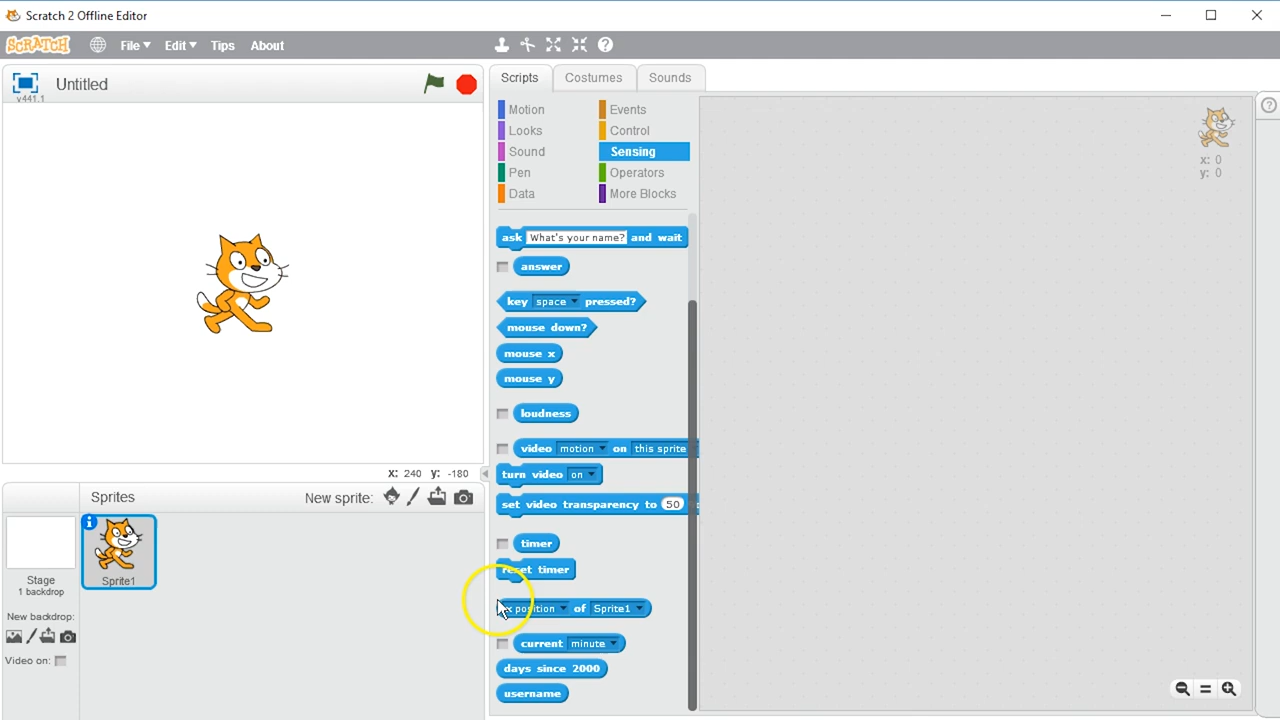 Scratch 2 Offline Editor
SCRATCH File Edit Tips About
Untitled
v441.1
Scripts Costumes Sounds
Motion Events
Looks Control
Sound Sensing
Pen Operators
Data More Blocks
x: 0
y: 0
ask What's your name? and wait
answer
key space pressed?
mouse down?
mouse x
mouse y
loudness
video motion on this sprite
turn video on
set video transparency to 50
timer
reset timer
x position of Sprite1
current minute
days since 2000
username
x: 240 y: -180
Sprites New sprite:
Sprite1
Stage
1 backdrop
New backdrop:
Video on: